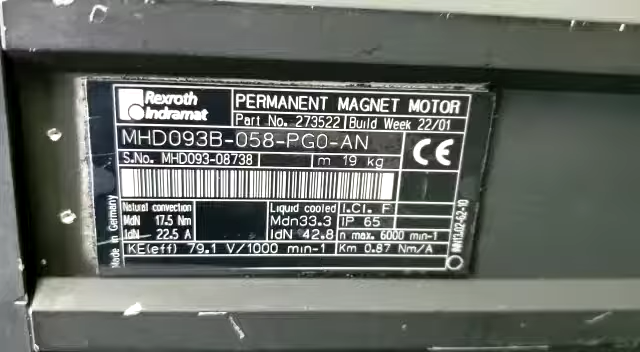 Rexroth
Indramat
PERMANENT MAGNET MOTOR
Part No. 273522 Build Week 22/01
MHD093B-058-PG0-AN
S.No. MHD093-08738 m 19 kg
CE
Made in Germany
Natural convection
MdN 17.5 Nm
IdN 22.5 A
Liquid cooled
MdN 33.3
IdN 42.8
I.Cl. F
IP 65
n max. 6000 min-1
KE(eff) 79.1 V/1000 min-1 Km 0.87 Nm/A